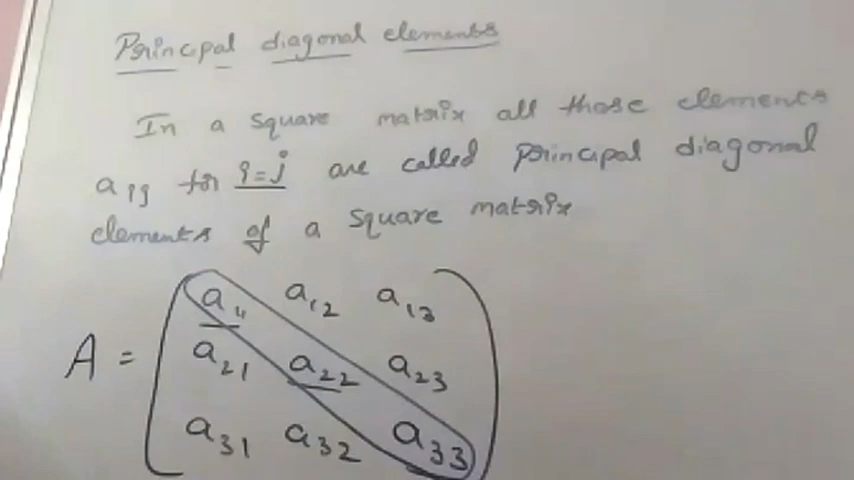 Principal diagonal elements
In a square matrix all those elements
aij for i=j are called principal diagonal
elements of a square matrix
a11 a12 a13
A = a21 a22 a23
a31 a32 a33